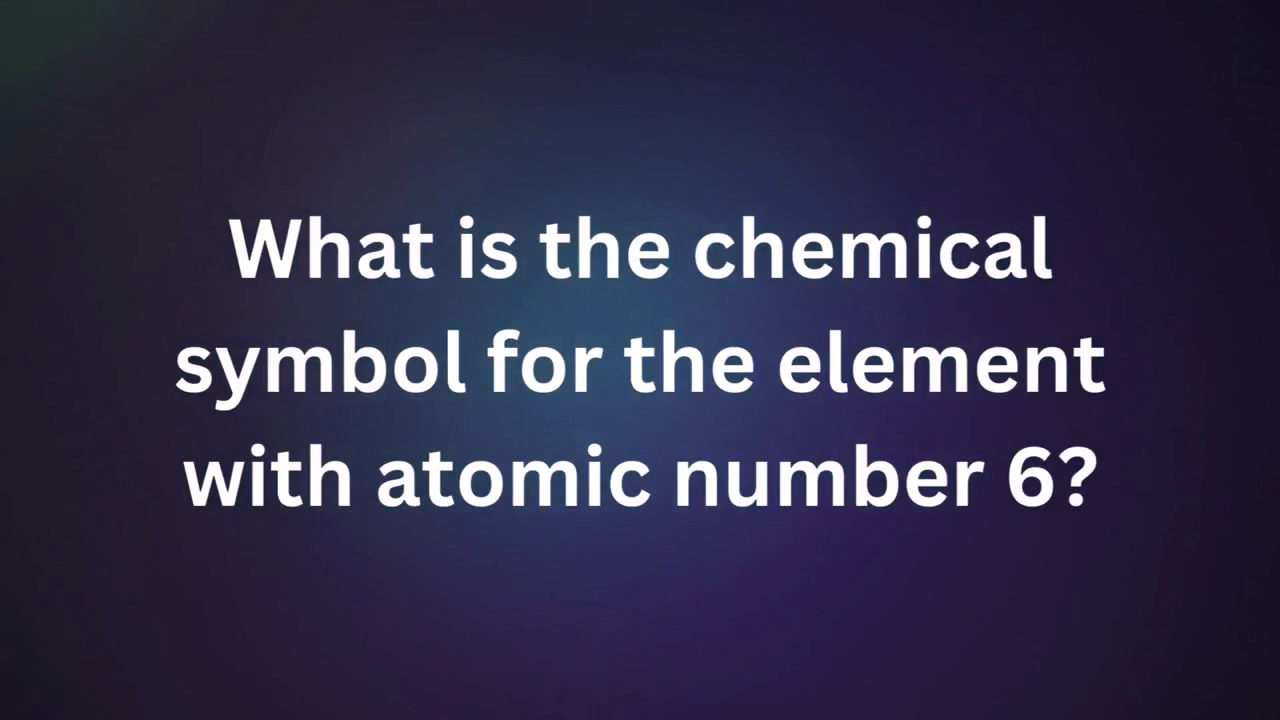 What is the chemical
symbol for the element
with atomic number 6?